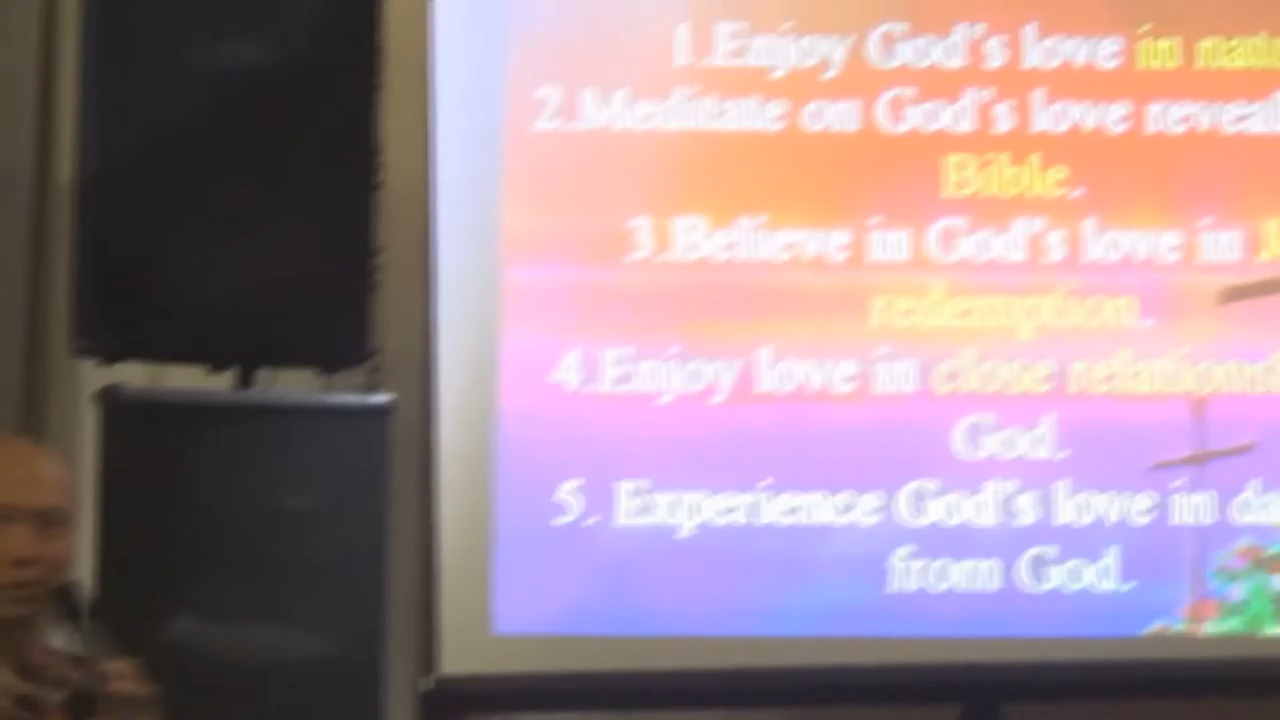 1.Enjoy God's love in
2.Meditate on God's love
Bible.
3.Believe in God's love in
redemption.
4.Enjoy love in close
God.
5. Experience God's love in
from God.